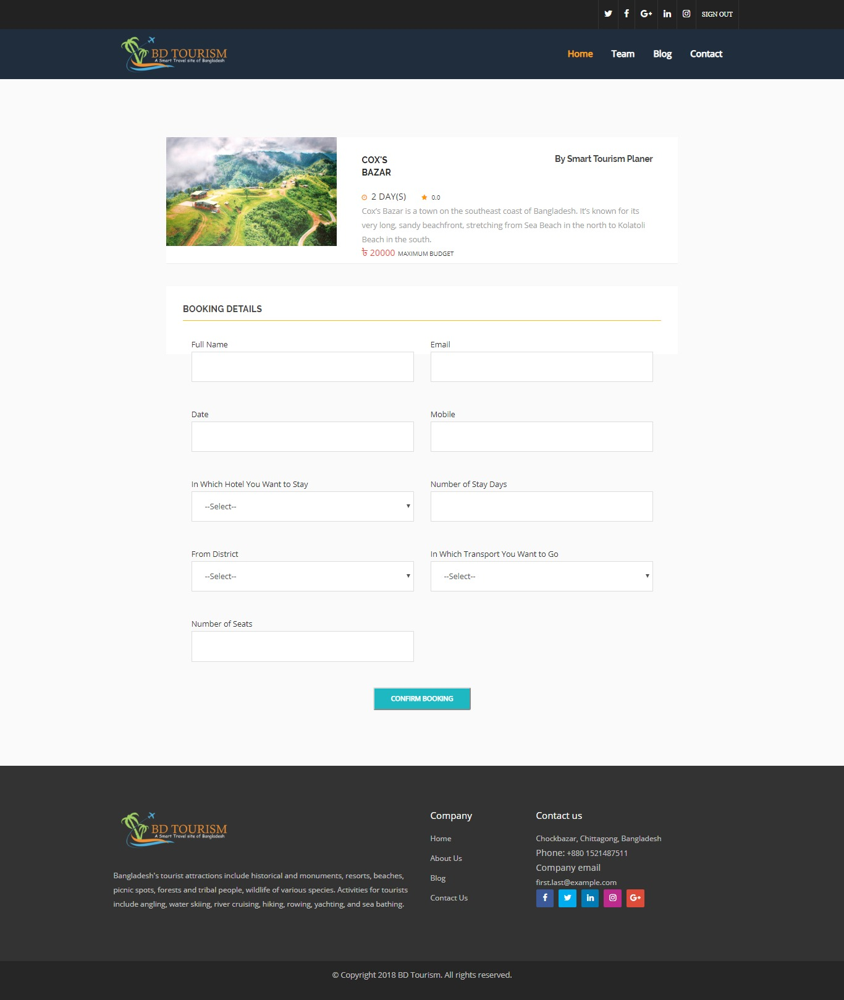 SIGN OUT
BD TOURISM
A Smart Travel site of Bangladesh
Home
Team
Blog
Contact
COX'S
BAZAR
By Smart Tourism Planer
2 DAY(S)
0.0
Cox's Bazar is a town on the southeast coast of Bangladesh. It's known for its
very long, sandy beachfront, stretching from Sea Beach in the north to Kolatoli
Beach in the south.
৳ 20000 MAXIMUM BUDGET
BOOKING DETAILS
Full Name
Email
Date
Mobile
In Which Hotel You Want to Stay
Number of Stay Days
--Select--
From District
In Which Transport You Want to Go
--Select--
--Select--
Number of Seats
CONFIRM BOOKING
BD TOURISM
A Smart Travel site of Bangladesh
Bangladesh's tourist attractions include historical and monuments, resorts, beaches,
picnic spots, forests and tribal people, wildlife of various species. Activities for tourists
include angling, water skiing, river cruising, hiking, rowing, yachting, and sea bathing.
Company
Home
About Us
Blog
Contact Us
Contact us
Chockbazar, Chittagong, Bangladesh
Phone: +880 1521487511
Company email
first.last@example.com
© Copyright 2018 BD Tourism. All rights reserved.